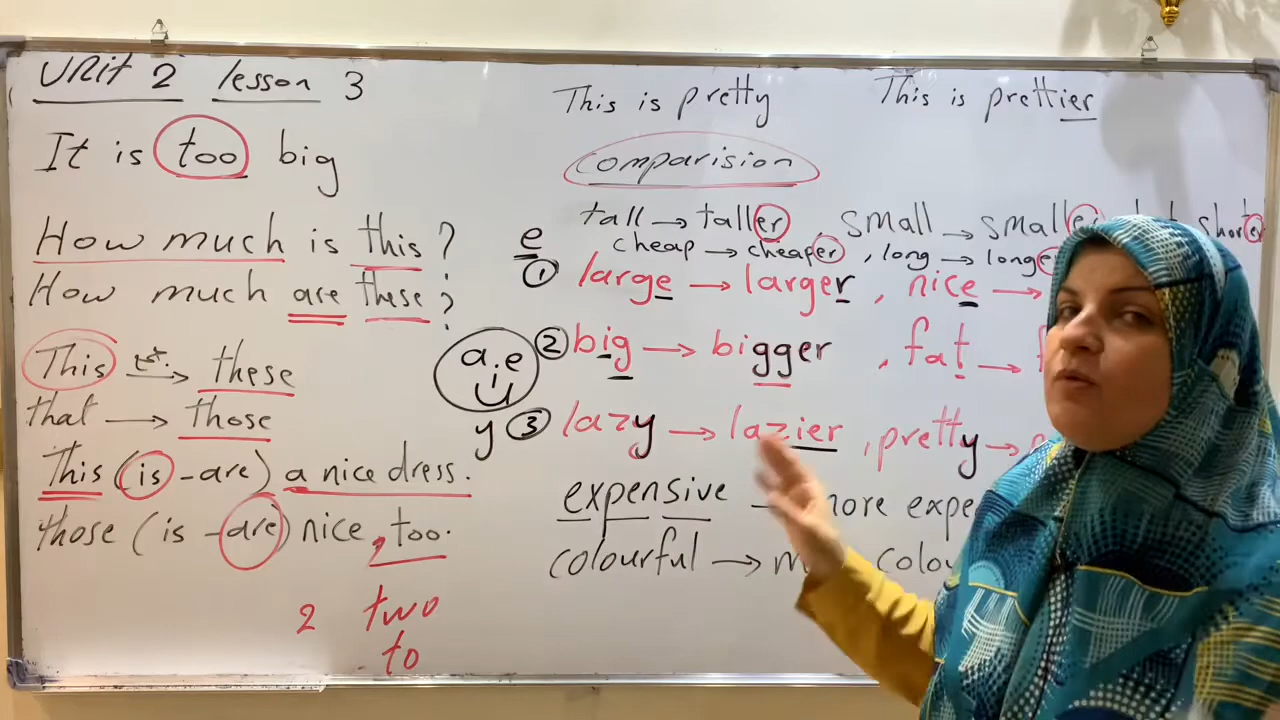 Unit 2 lesson 3
It is too big
How much is this?
How much are these?
This → these
that → those
This (is - are) a nice dress.
those (is - are) nice, too.
2 two
to
This is pretty This is prettier
comparision
tall → taller, small → smaller, short
cheap → cheaper, long → longer
e
① large → larger, nice →
a. e
i
u
② big → bigger, fat →
y ③ lazy → lazier, pretty →
expensive → more
colourful →